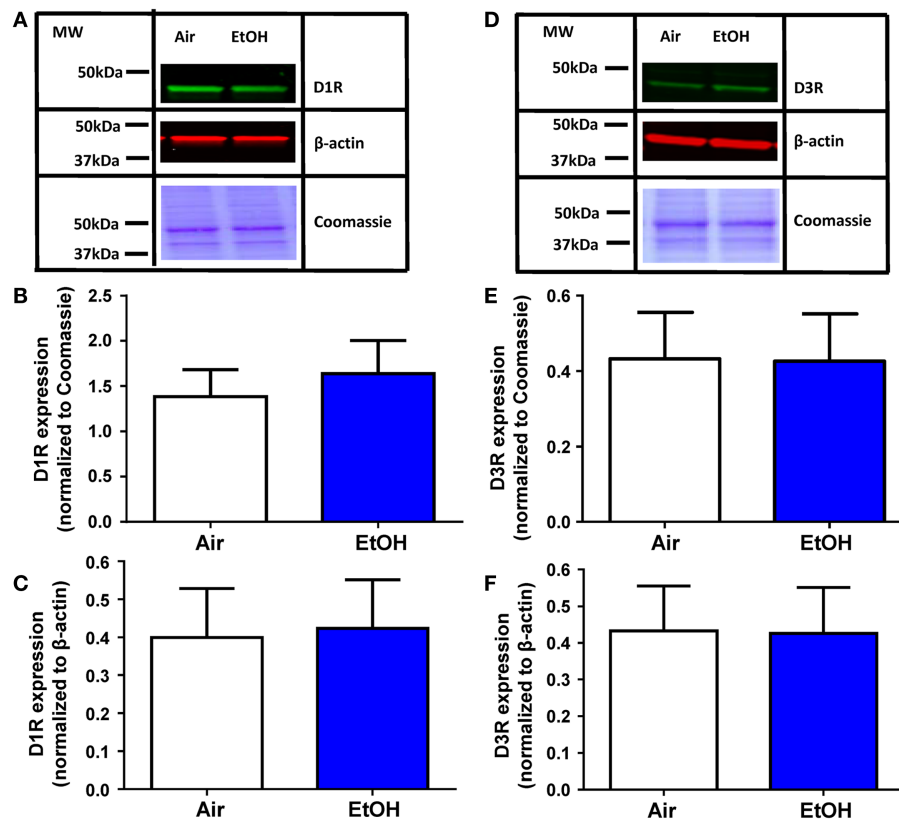 A
MW
Air EtOH
50kDa
D1R
50kDa
β-actin
37kDa
50kDa
Coomassie
37kDa
D
MW
Air EtOH
50kDa
D3R
50kDa
β-actin
37kDa
50kDa
Coomassie
37kDa
B
D1R expression
(normalized to Coomassie)
2.5
2.0
1.5
1.0
0.5
0.0
Air EtOH
E
D3R expression
(normalized to Coomassie)
0.6
0.4
0.2
0.0
Air EtOH
C
D1R expression
(normalized to β-actin)
0.6
0.5
0.4
0.3
0.2
0.1
0.0
Air EtOH
F
D3R expression
(normalized to β-actin)
0.6
0.5
0.4
0.3
0.2
0.1
0.0
Air EtOH